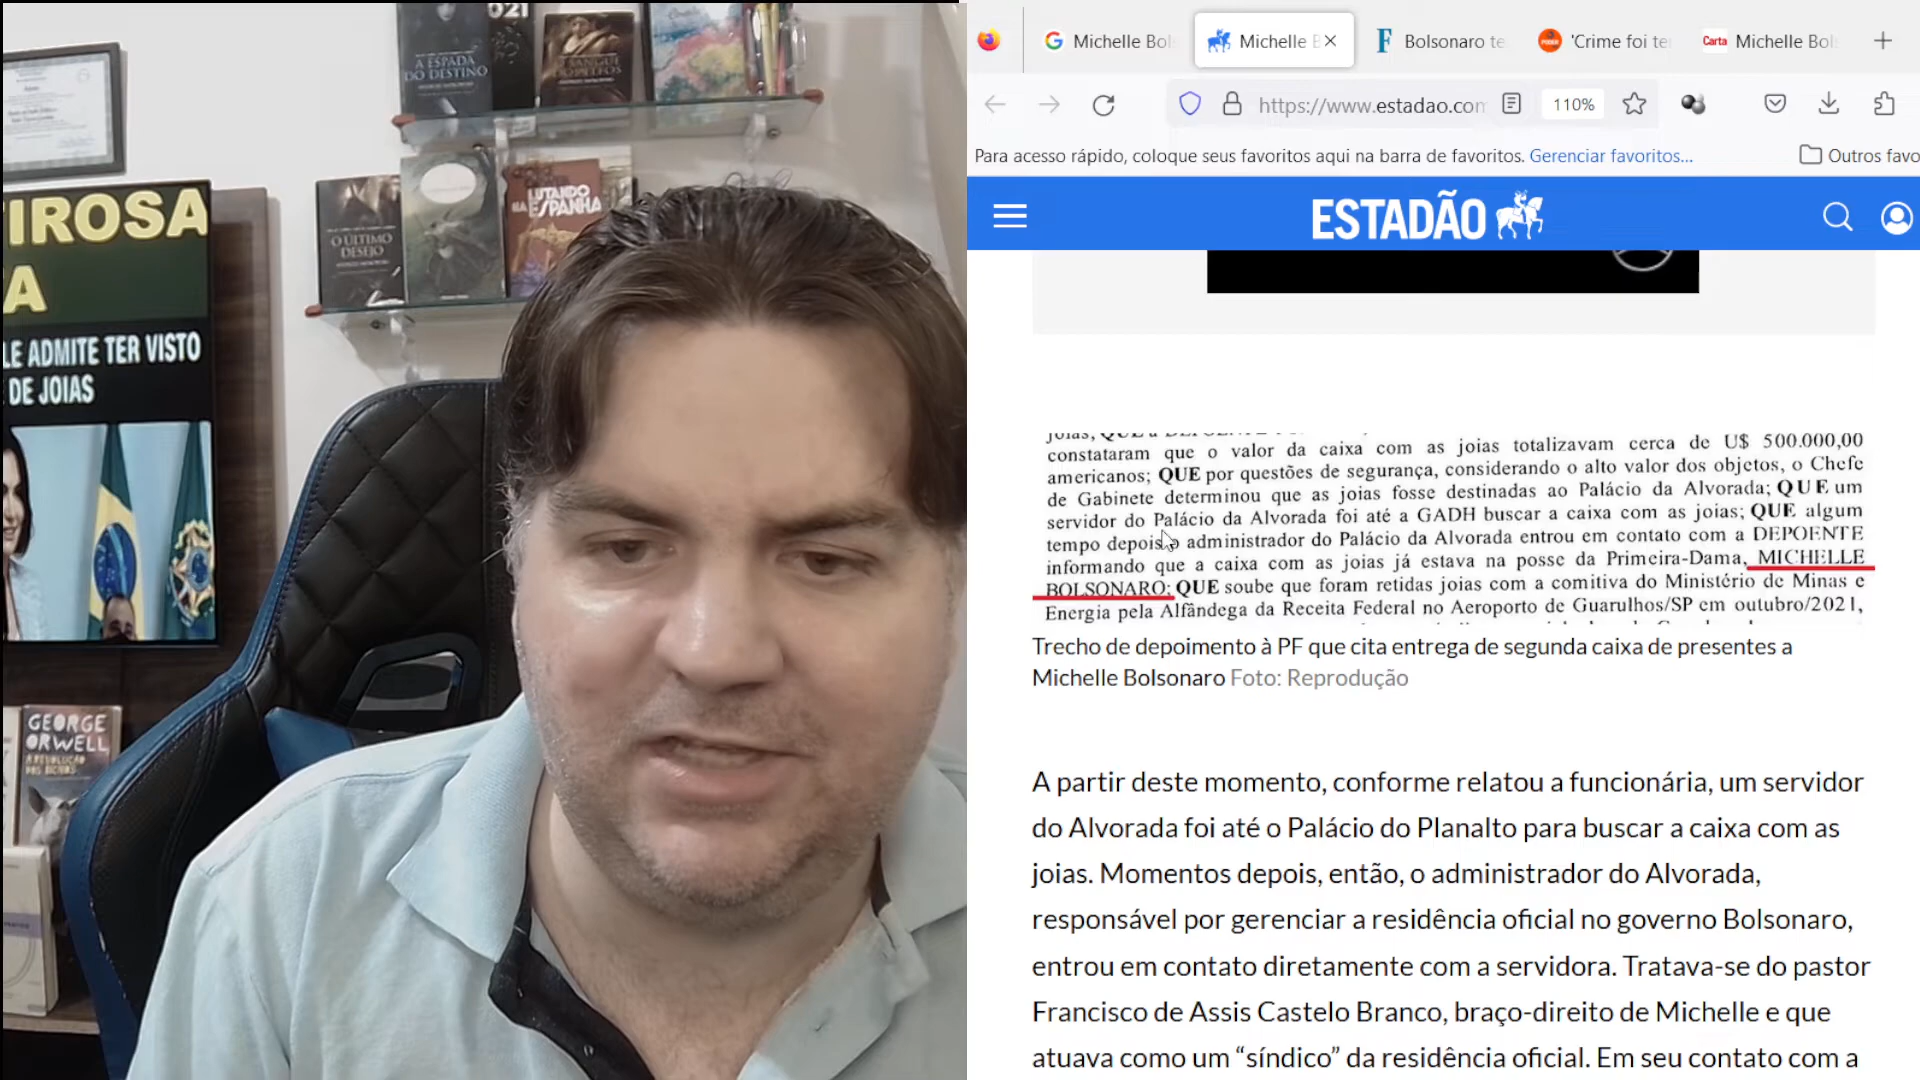 021
A ESPADA
DO DESTINO
LUTANDO
NA ESPANHA
O ÚLTIMO
DESEJO
IROSA
A
LE ADMITE TER VISTO
DE JOIAS
GEORGE
ORWELL
A REVOLUÇÃO
DOS BICHOS
Michelle Bol
Michelle B
Bolsonaro te
'Crime foi te
Carta
Michelle Bol
https://www.estadao.com
110%
Para acesso rápido, coloque seus favoritos aqui na barra de favoritos. Gerenciar favoritos...
Outros favo
ESTADÃO
constataram que o valor da caixa com as joias totalizavam cerca de U$ 500.000,00
americanos; QUE por questões de segurança, considerando o alto valor dos objetos, o Chefe
de Gabinete determinou que as joias fosse destinadas ao Palácio da Alvorada; QUE um
servidor do Palácio da Alvorada foi até a GADH buscar a caixa com as joias; QUE algum
tempo depois o administrador do Palácio da Alvorada entrou em contato com a DEPOENTE
informando que a caixa com as joias já estava na posse da Primeira-Dama, MICHELLE
BOLSONARO; QUE soube que foram retidas joias com a comitiva do Ministério de Minas e
Energia pela Alfândega da Receita Federal no Aeroporto de Guarulhos/SP em outubro/2021,
Trecho de depoimento à PF que cita entrega de segunda caixa de presentes a
Michelle Bolsonaro Foto: Reprodução
A partir deste momento, conforme relatou a funcionária, um servidor
do Alvorada foi até o Palácio do Planalto para buscar a caixa com as
joias. Momentos depois, então, o administrador do Alvorada,
responsável por gerenciar a residência oficial no governo Bolsonaro,
entrou em contato diretamente com a servidora. Tratava-se do pastor
Francisco de Assis Castelo Branco, braço-direito de Michelle e que
atuava como um “síndico” da residência oficial. Em seu contato com a